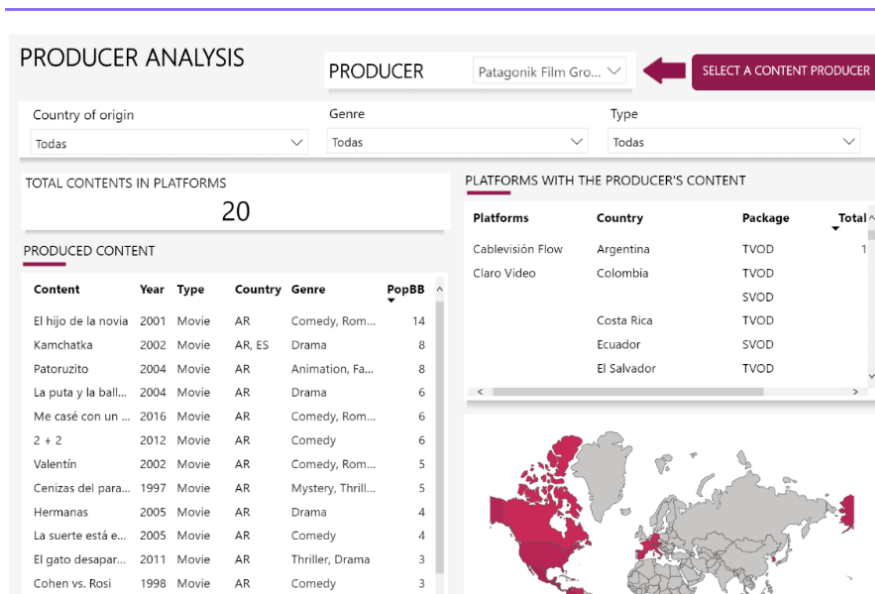 PRODUCER ANALYSIS
PRODUCER
Patagonik Film Gro...
SELECT A CONTENT PRODUCER
Country of origin
Genre
Type
Todas
Todas
Todas
TOTAL CONTENTS IN PLATFORMS
20
PRODUCED CONTENT
Content Year Type Country Genre PopBB
El hijo de la novia 2001 Movie AR Comedy, Rom... 14
Kamchatka 2002 Movie AR, ES Drama 8
Patoruzito 2004 Movie AR Animation, Fa... 8
La puta y la ball... 2004 Movie AR Drama 6
Me casé con un ... 2016 Movie AR Comedy, Rom... 6
2 + 2 2012 Movie AR Comedy 6
Valentín 2002 Movie AR Comedy, Rom... 5
Cenizas del para... 1997 Movie AR Mystery, Thrill... 5
Hermanas 2005 Movie AR Drama 4
La suerte está e... 2005 Movie AR Comedy 4
El gato desapar... 2011 Movie AR Thriller, Drama 3
Cohen vs. Rosi 1998 Movie AR Comedy 3
PLATFORMS WITH THE PRODUCER'S CONTENT
Platforms Country Package Total
Cablevisión Flow Argentina TVOD 1
Claro Video Colombia TVOD
SVOD
Costa Rica TVOD
Ecuador SVOD
El Salvador TVOD